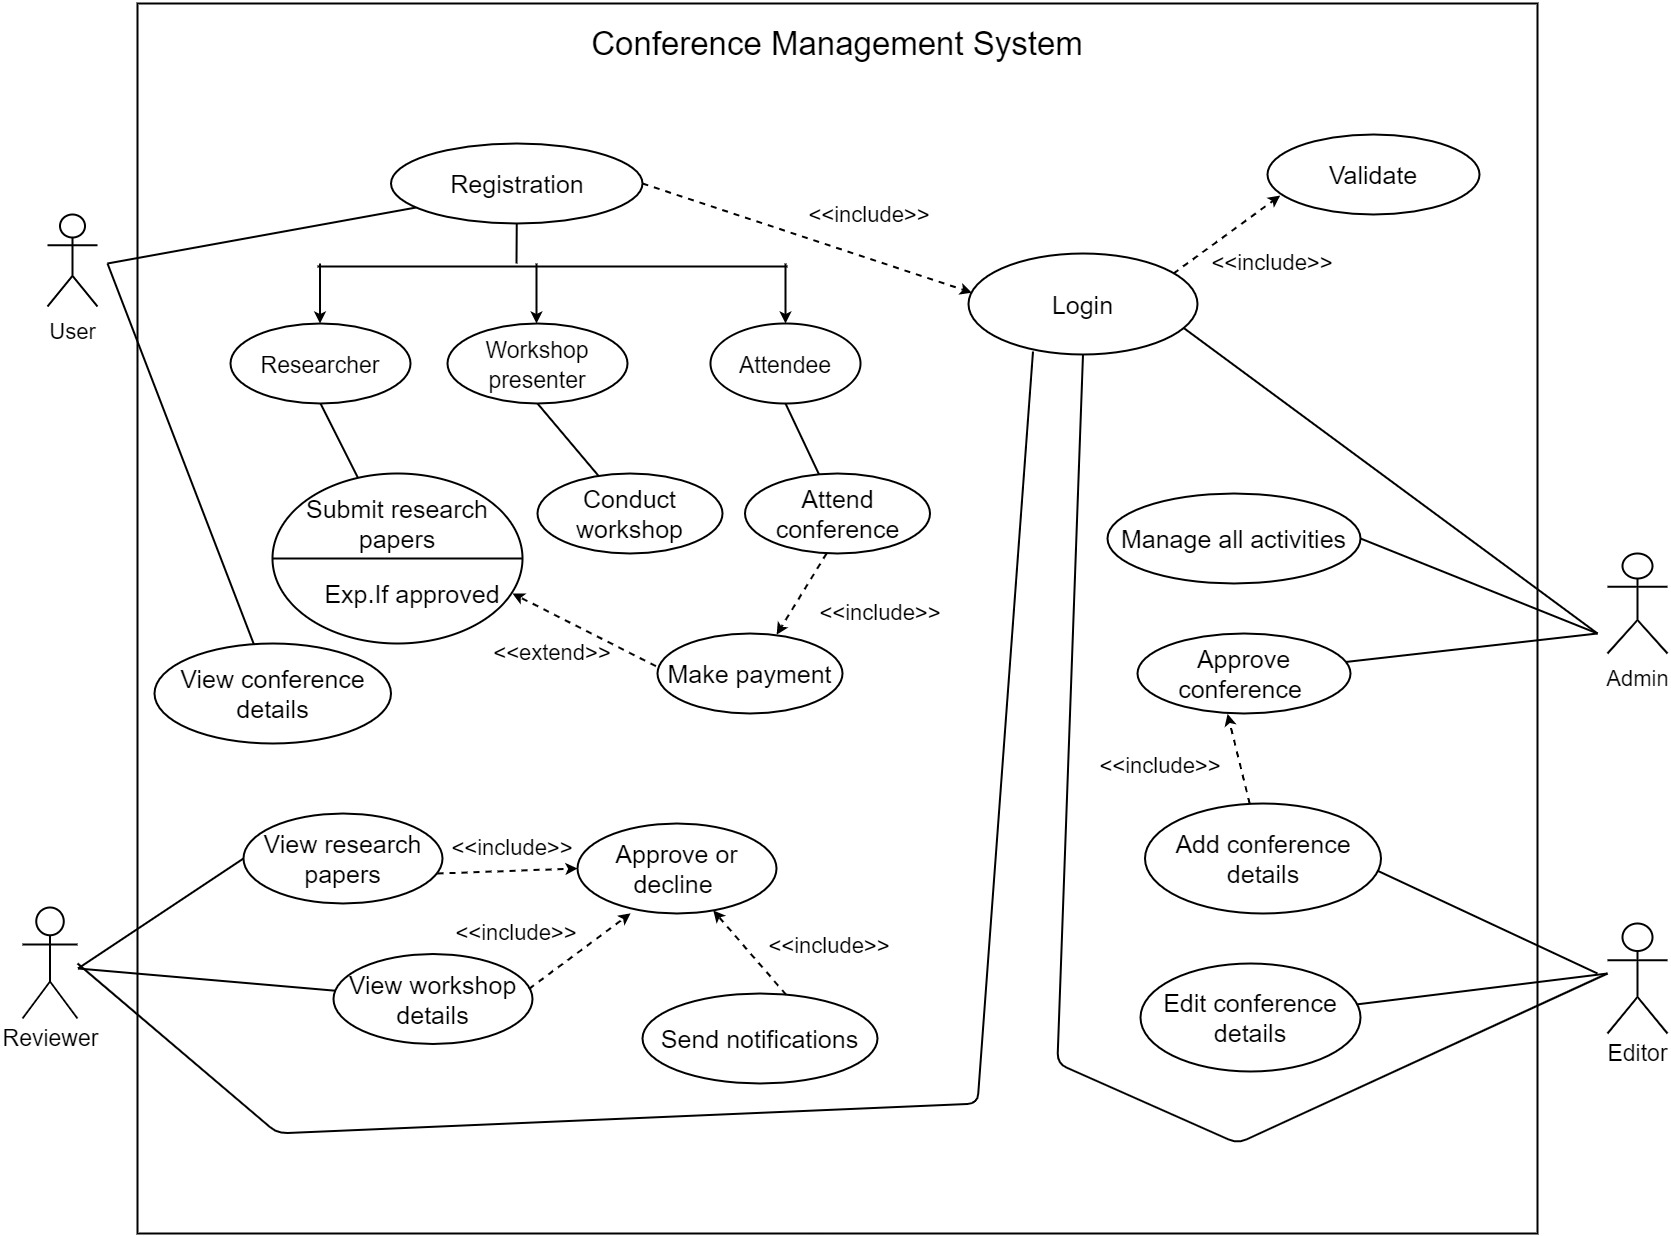 Conference Management System
Registration
<<include>>
Validate
<<include>>
User
Login
Researcher
Workshop
presenter
Attendee
Submit research
papers
Exp.If approved
Conduct
workshop
Attend
conference
<<include>>
<<extend>>
Make payment
View conference
details
Manage all activities
Approve
conference
Admin
<<include>>
View research
papers
<<include>>
Approve or
decline
<<include>>
<<include>>
View workshop
details
Send notifications
Reviewer
Add conference
details
Edit conference
details
Editor